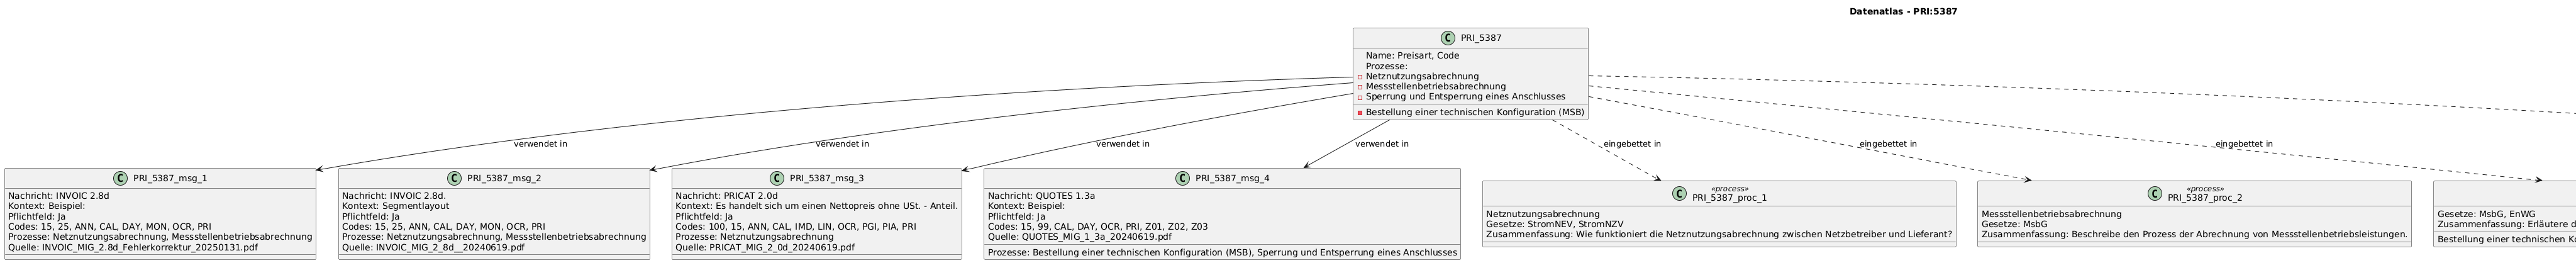 Datenatlas - PRI:5387
C PRI_5387
Name: Preisart, Code
Prozesse:
Netznutzungsabrechnung
Messstellenbetriebsabrechnung
Sperrung und Entsperrung eines Anschlusses
Bestellung einer technischen Konfiguration (MSB)
verwendet in
verwendet in
verwendet in
verwendet in
eingebettet in
eingebettet in
eingebettet in
C PRI_5387_msg_1
Nachricht: INVOIC 2.8d
Kontext: Beispiel:
Pflichtfeld: Ja
Codes: 15, 25, ANN, CAL, DAY, MON, OCR, PRI
Prozesse: Netznutzungsabrechnung, Messstellenbetriebsabrechnung
Quelle: INVOIC_MIG_2.8d_Fehlerkorrektur_20250131.pdf
C PRI_5387_msg_2
Nachricht: INVOIC 2.8d.
Kontext: Segmentlayout
Pflichtfeld: Ja
Codes: 15, 25, ANN, CAL, DAY, MON, OCR, PRI
Prozesse: Netznutzungsabrechnung, Messstellenbetriebsabrechnung
Quelle: INVOIC_MIG_2_8d__20240619.pdf
C PRI_5387_msg_3
Nachricht: PRICAT 2.0d
Kontext: Es handelt sich um einen Nettopreis ohne USt. - Anteil.
Pflichtfeld: Ja
Codes: 100, 15, ANN, CAL, IMD, LIN, OCR, PGI, PIA, PRI
Prozesse: Netznutzungsabrechnung
Quelle: PRICAT_MIG_2_0d_20240619.pdf
C PRI_5387_msg_4
Nachricht: QUOTES 1.3a
Kontext: Beispiel:
Pflichtfeld: Ja
Codes: 15, 99, CAL, DAY, OCR, PRI, Z01, Z02, Z03
Quelle: QUOTES_MIG_1_3a_20240619.pdf
Prozesse: Bestellung einer technischen Konfiguration (MSB), Sperrung und Entsperrung eines Anschlusses
C «process»
PRI_5387_proc_1
Netznutzungsabrechnung
Gesetze: StromNEV, StromNZV
Zusammenfassung: Wie funktioniert die Netznutzungsabrechnung zwischen Netzbetreiber und Lieferant?
C «process»
PRI_5387_proc_2
Messstellenbetriebsabrechnung
Gesetze: MsbG
Zusammenfassung: Beschreibe den Prozess der Abrechnung von Messstellenbetriebsleistungen.
Gesetze: MsbG, EnWG
Zusammenfassung: Erläutere d
Bestellung einer technischen